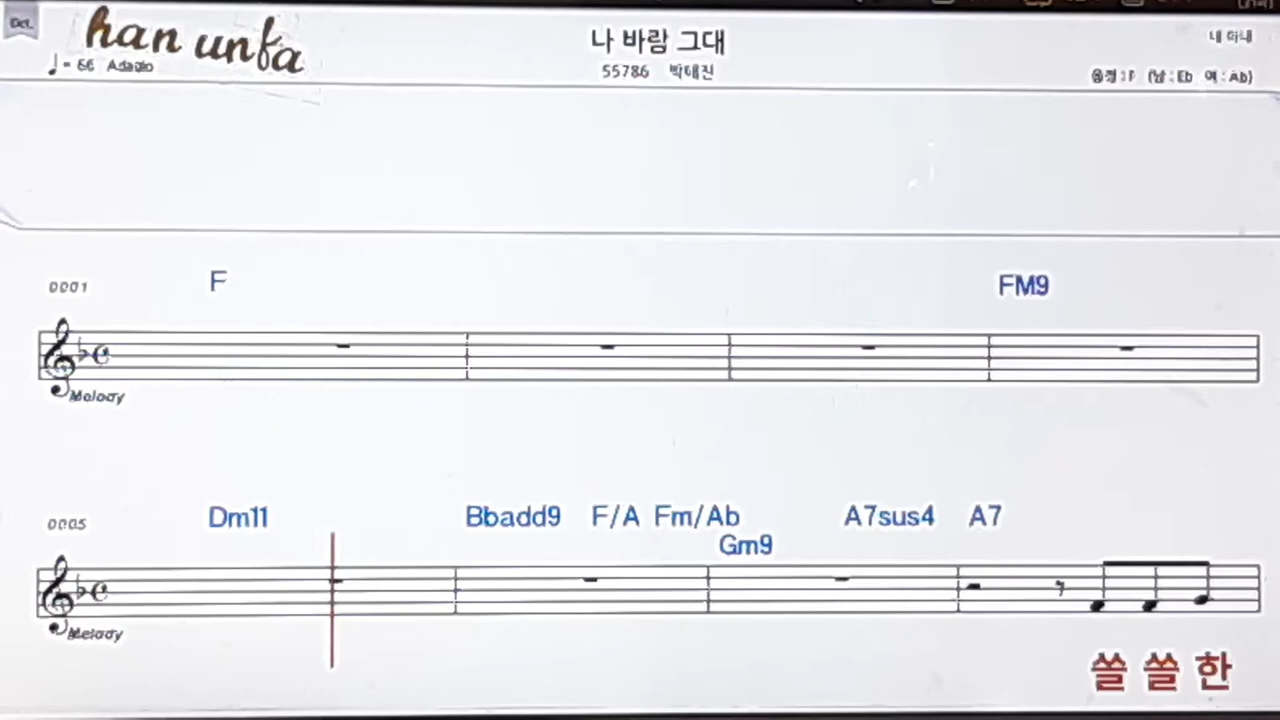 han unfa
나 바람 그대
55786 박태진
♩= 66 Adagio
음정:F (남:Eb 여:Ab)
0001
F
FM9
Melody
0005
Dm11
Bbadd9 F/A Fm/Ab
Gm9
A7sus4 A7
Melody
쓸 쓸 한